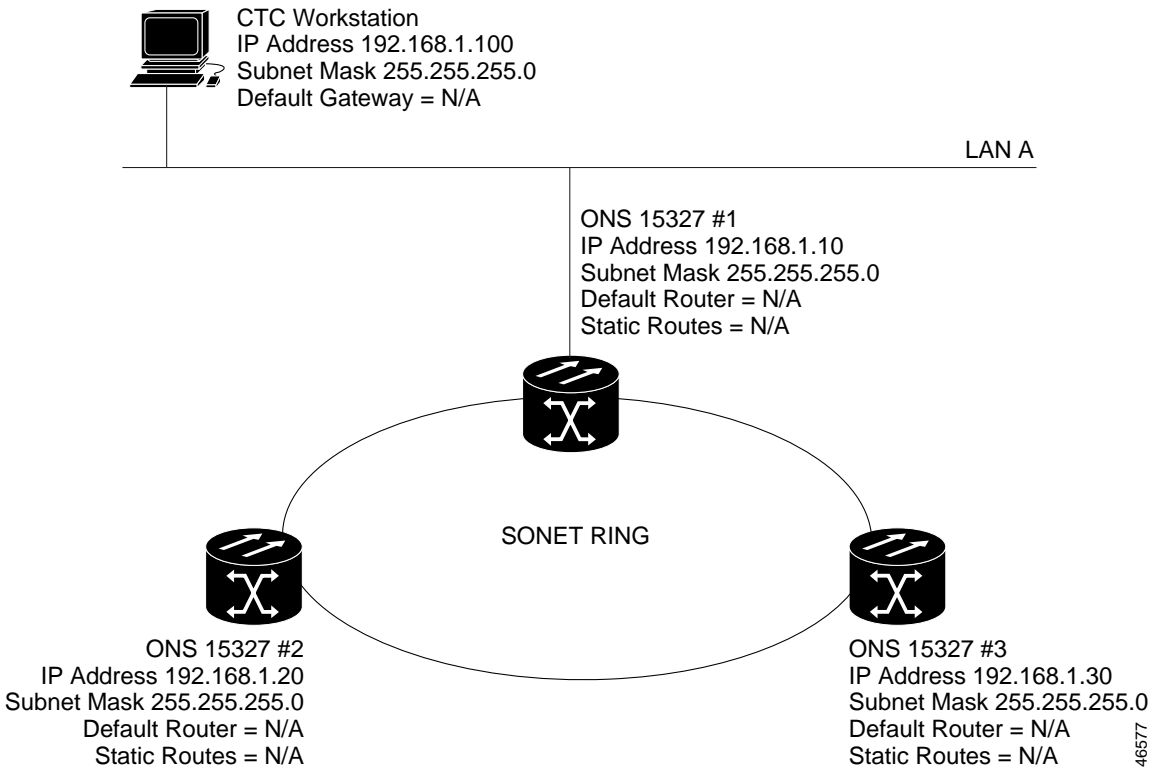 CTC Workstation
IP Address 192.168.1.100
Subnet Mask 255.255.255.0
Default Gateway = N/A
LAN A
ONS 15327 #1
IP Address 192.168.1.10
Subnet Mask 255.255.255.0
Default Router = N/A
Static Routes = N/A
SONET RING
ONS 15327 #2
IP Address 192.168.1.20
Subnet Mask 255.255.255.0
Default Router = N/A
Static Routes = N/A
ONS 15327 #3
IP Address 192.168.1.30
Subnet Mask 255.255.255.0
Default Router = N/A
Static Routes = N/A
46577